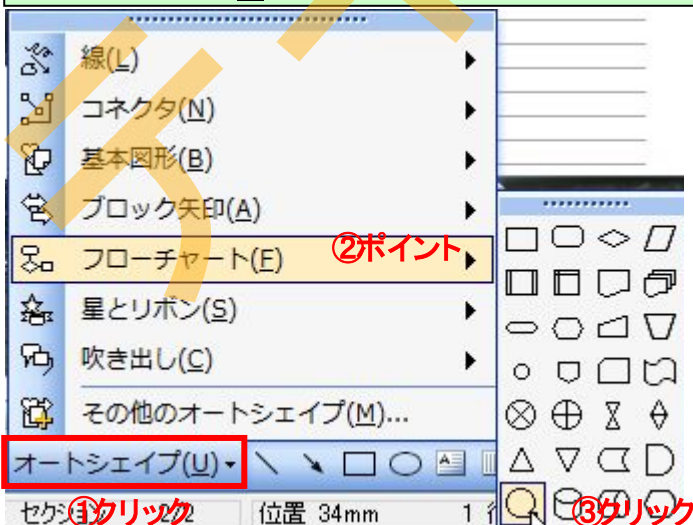 線(L)
コネクタ(N)
基本図形(B)
ブロック矢印(A)
フローチャート(F)
②ポイント
星とリボン(S)
吹き出し(C)
その他のオートシェイプ(M)...
オートシェイプ(U)
①クリック
位置 34mm
1
③クリック